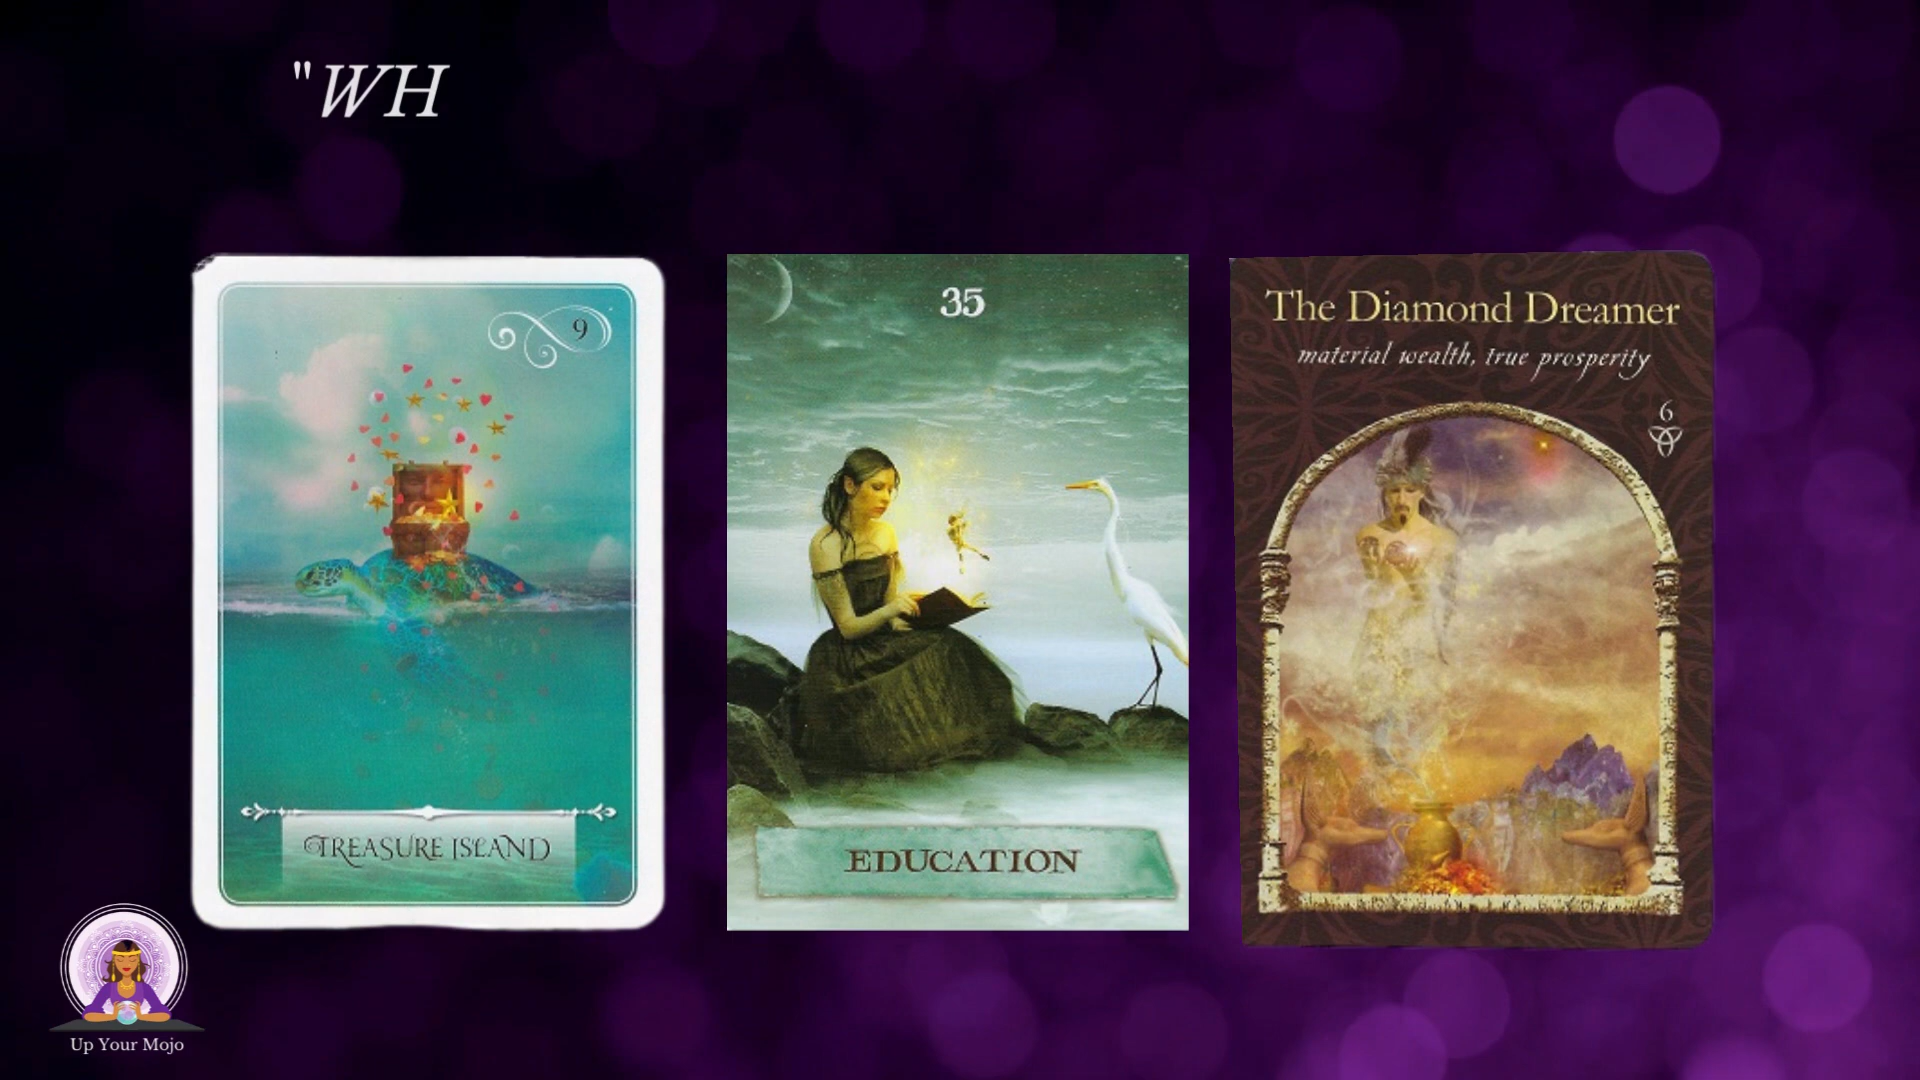 "WH
9
TREASURE ISLAND
35
EDUCATION
The Diamond Dreamer
material wealth, true prosperity
6
Up Your Mojo